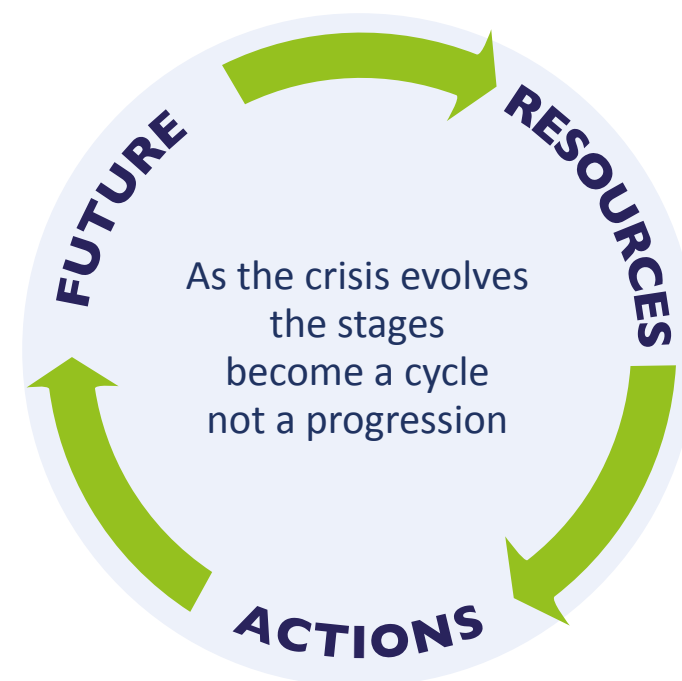 FUTURE
RESOURCES
As the crisis evolves
the stages
become a cycle
not a progression
ACTIONS